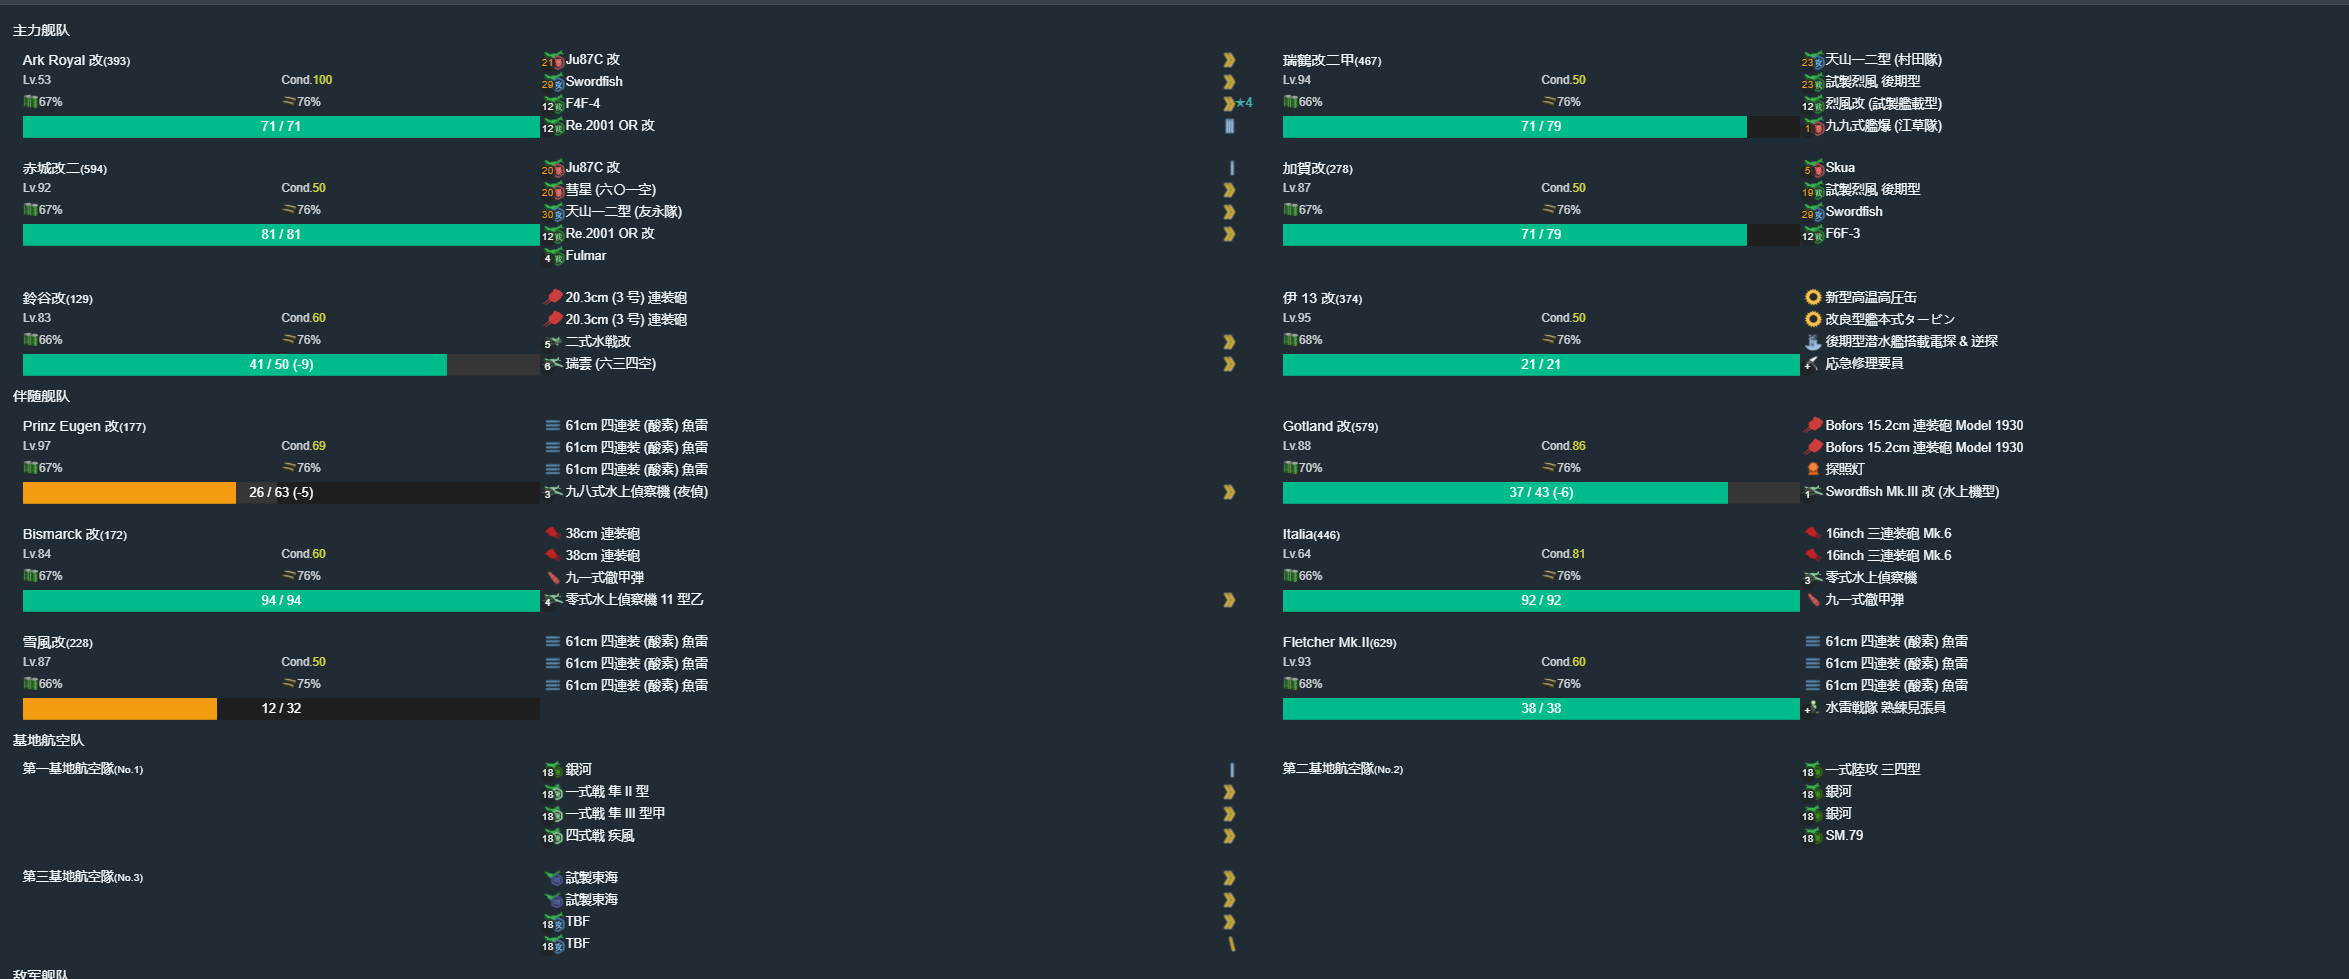 主力舰队
Ark Royal 改(393)
Lv.53 Cond.100
67% 76%
71 / 71
21 Ju87C 改
29 Swordfish
12 F4F-4 ★4
12 Re.2001 OR 改
瑞鶴改二甲(467)
Lv.94 Cond.50
66% 76%
71 / 79
23 天山一二型 (村田隊)
23 試製烈風 後期型
12 烈風改 (試製艦載型)
1 九九式艦爆 (江草隊)
赤城改二(594)
Lv.92 Cond.50
67% 76%
81 / 81
20 Ju87C 改
20 彗星 (六〇一空)
30 天山一二型 (友永隊)
12 Re.2001 OR 改
4 Fulmar
加賀改(278)
Lv.87 Cond.50
67% 76%
71 / 79
5 Skua
19 試製烈風 後期型
29 Swordfish
12 F6F-3
鈴谷改(129)
Lv.83 Cond.60
66% 76%
41 / 50 (-9)
20.3cm (3 号) 連装砲
20.3cm (3 号) 連装砲
5 二式水戦改
6 瑞雲 (六三四空)
伊 13 改(374)
Lv.95 Cond.50
68% 76%
21 / 21
新型高温高圧缶
改良型艦本式タービン
後期型潜水艦搭載電探 & 逆探
+ 応急修理要員
伴随舰队
Prinz Eugen 改(177)
Lv.97 Cond.69
67% 76%
26 / 63 (-5)
61cm 四連装 (酸素) 魚雷
61cm 四連装 (酸素) 魚雷
61cm 四連装 (酸素) 魚雷
3 九八式水上偵察機 (夜偵)
Gotland 改(579)
Lv.88 Cond.86
70% 76%
37 / 43 (-6)
Bofors 15.2cm 連装砲 Model 1930
Bofors 15.2cm 連装砲 Model 1930
探照灯
1 Swordfish Mk.III 改 (水上機型)
Bismarck 改(172)
Lv.84 Cond.60
67% 76%
94 / 94
38cm 連装砲
38cm 連装砲
九一式徹甲弾
4 零式水上偵察機 11 型乙
Italia(446)
Lv.64 Cond.81
66% 76%
92 / 92
16inch 三連装砲 Mk.6
16inch 三連装砲 Mk.6
3 零式水上偵察機
九一式徹甲弾
雪風改(228)
Lv.87 Cond.50
66% 75%
12 / 32
61cm 四連装 (酸素) 魚雷
61cm 四連装 (酸素) 魚雷
61cm 四連装 (酸素) 魚雷
Fletcher Mk.II(629)
Lv.93 Cond.60
68% 76%
38 / 38
61cm 四連装 (酸素) 魚雷
61cm 四連装 (酸素) 魚雷
61cm 四連装 (酸素) 魚雷
+ 水雷戦隊 熟練見張員
基地航空队
第一基地航空隊(No.1)
18 銀河
18 一式戦 隼 II 型
18 一式戦 隼 III 型甲
18 四式戦 疾風
第二基地航空隊(No.2)
18 一式陸攻 三四型
18 銀河
18 銀河
18 SM.79
第三基地航空隊(No.3)
試製東海
試製東海
18 TBF
18 TBF
敌军舰队